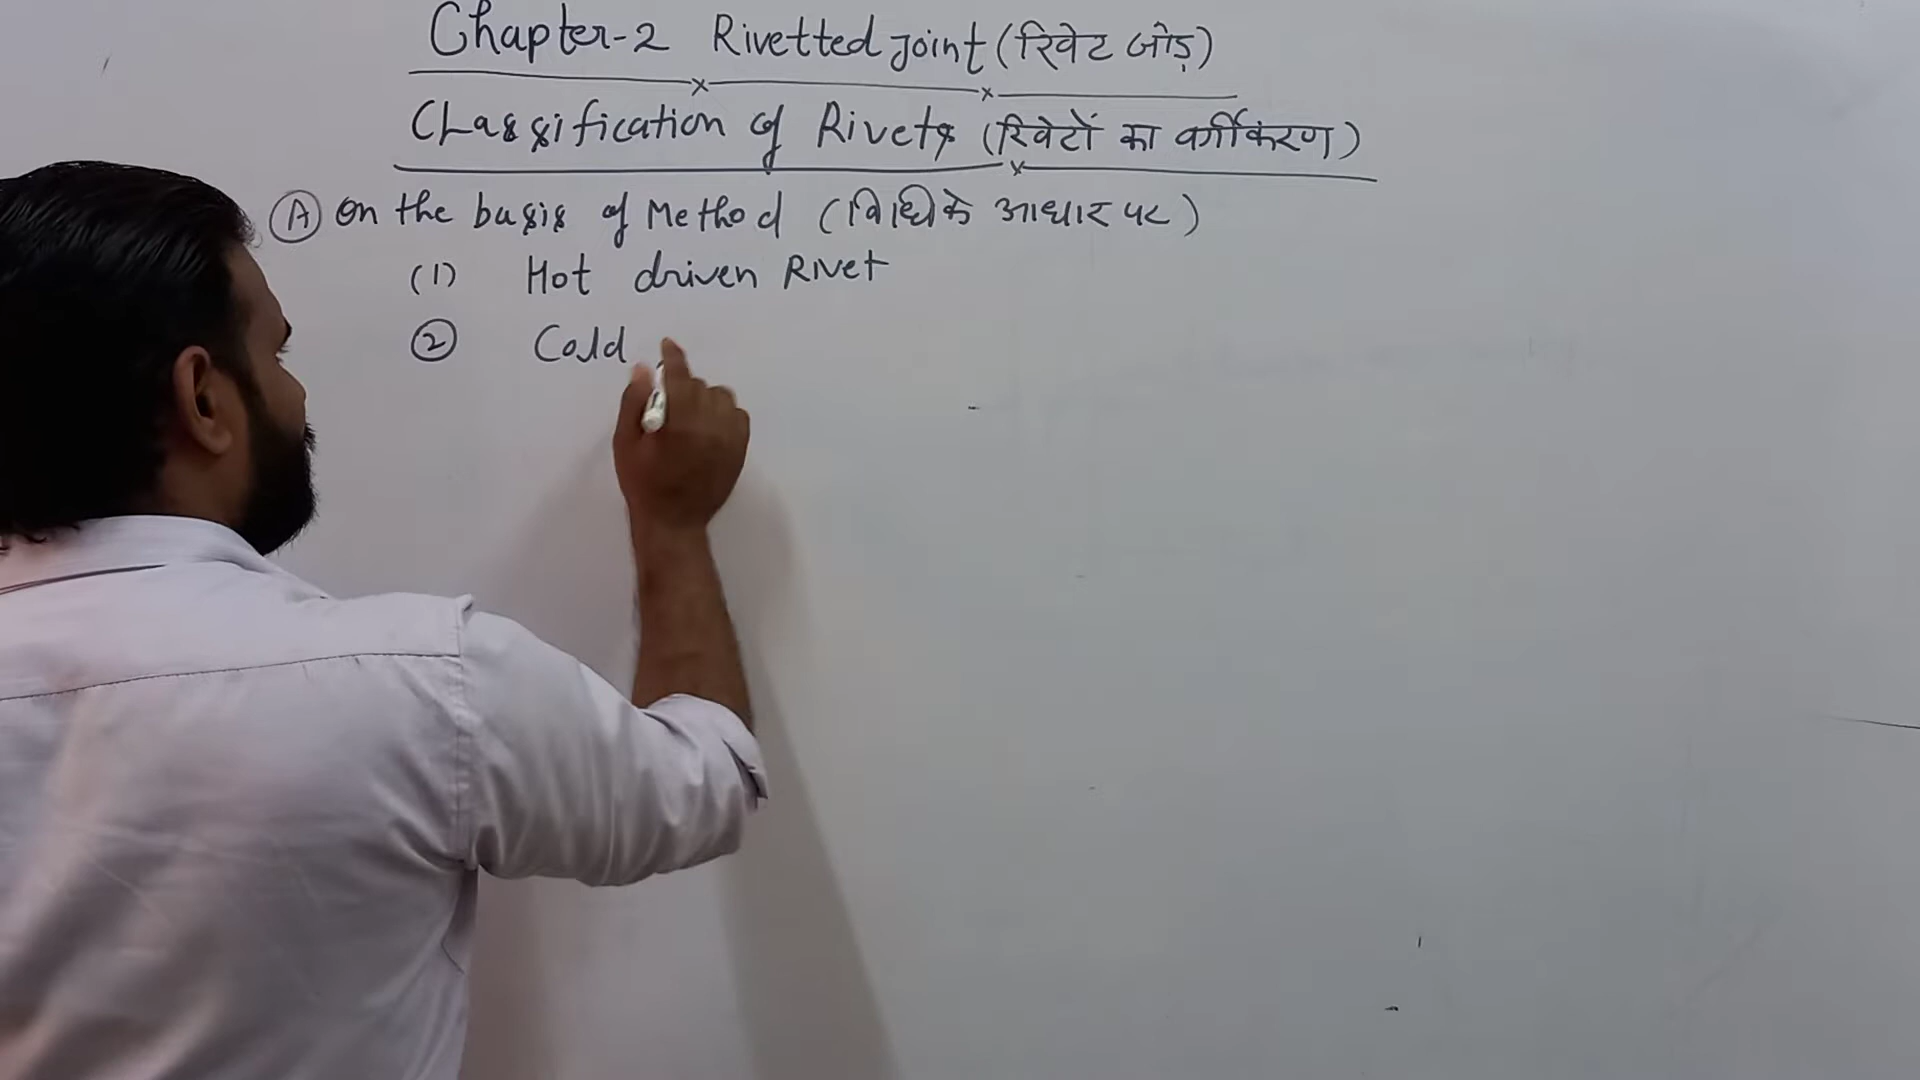 Chapter-2 Rivetted Joint (रिवेट जोड़)
Classification of Rivets (रिवेटों का वर्गीकरण)
(A) On the basis of Method (विधि के आधार पर)
(1) Hot driven Rivet
(2) Cold